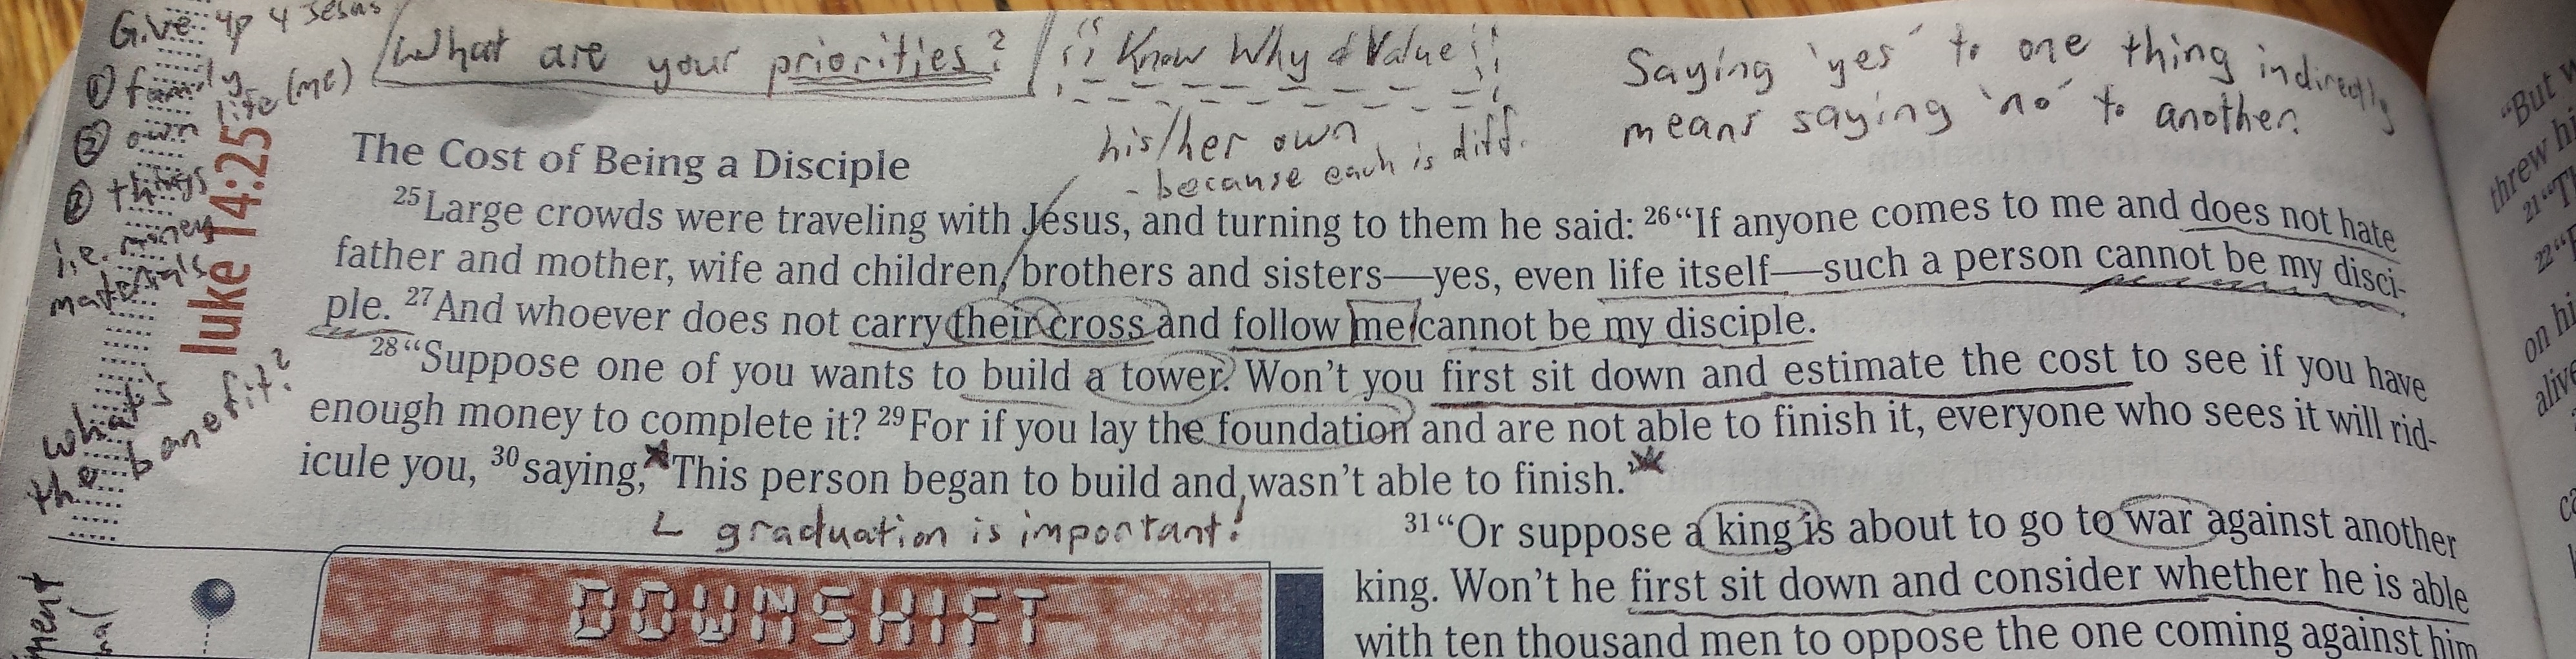 Give up 4 Jesus
① family
② own life (me)
② things
i.e. money
materials
What are your priorities?
Know Why & Value
Saying 'yes' to one thing indirectly
means saying 'no' to another.
his/her own
- because each is diff.
luke 14:25
what's
the benefit?
The Cost of Being a Disciple
25 Large crowds were traveling with Jesus, and turning to them he said: 26 “If anyone comes to me and does not hate
father and mother, wife and children, brothers and sisters—yes, even life itself—such a person cannot be my disci-
ple. 27 And whoever does not carry their cross and follow me cannot be my disciple.
28 “Suppose one of you wants to build a tower. Won’t you first sit down and estimate the cost to see if you have
enough money to complete it? 29 For if you lay the foundation and are not able to finish it, everyone who sees it will rid-
icule you, 30 saying, ‘This person began to build and wasn’t able to finish.’
graduation is important!
31 “Or suppose a king is about to go to war against another
king. Won’t he first sit down and consider whether he is able
with ten thousand men to oppose the one coming against him
DOWNSHIFT
“But w
threw hi
21 “Th
22 “
on hi
alive